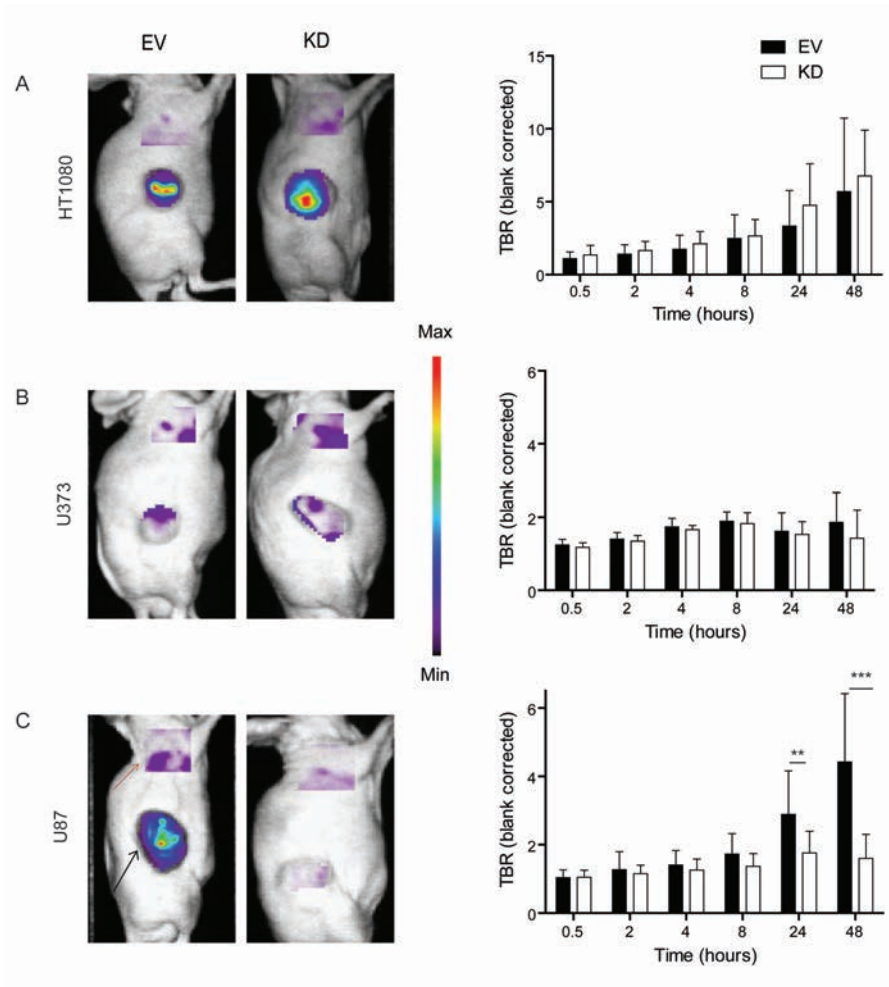 EV KD
A
HT1080
TBR (blank corrected)
15
10
5
0
EV
KD
0.5 2 4 8 24 48
Time (hours)
Max
Min
B
U373
TBR (blank corrected)
6
4
2
0
0.5 2 4 8 24 48
Time (hours)
C
U87
TBR (blank corrected)
6
4
2
0
**
***
0.5 2 4 8 24 48
Time (hours)